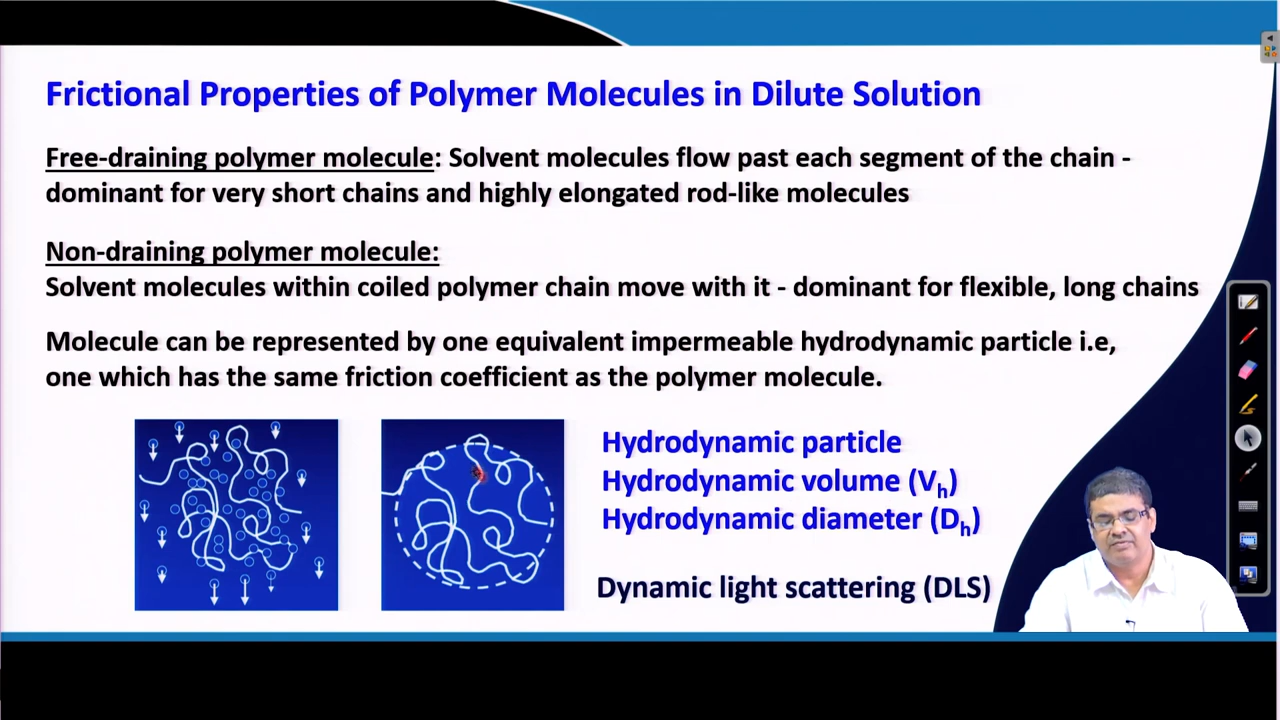 Frictional Properties of Polymer Molecules in Dilute Solution
Free-draining polymer molecule: Solvent molecules flow past each segment of the chain -
dominant for very short chains and highly elongated rod-like molecules
Non-draining polymer molecule:
Solvent molecules within coiled polymer chain move with it - dominant for flexible, long chains
Molecule can be represented by one equivalent impermeable hydrodynamic particle i.e,
one which has the same friction coefficient as the polymer molecule.
Hydrodynamic particle
Hydrodynamic volume (Vh)
Hydrodynamic diameter (Dh)
Dynamic light scattering (DLS)